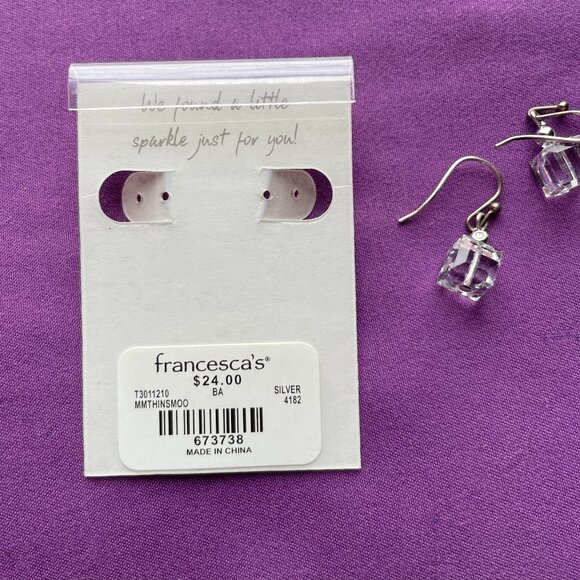 We found a little
sparkle just for you!
francesca's®
$24.00
T3011210 BA SILVER
MMTHINSMOO 4182
673738
MADE IN CHINA